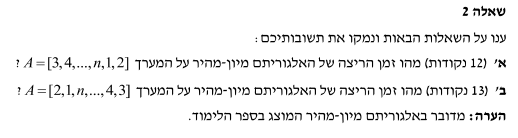 שאלה 2
ענו על השאלות הבאות ונמקו את תשובותיכם:
א' (12 נקודות) מהו זמן הריצה של האלגוריתם מיון-מהיר על המערך A = [3, 4,..., n, 1, 2] ?
ב' (13 נקודות) מהו זמן הריצה של האלגוריתם מיון-מהיר על המערך A = [2, 1, n,..., 4, 3] ?
הערה: מדובר באלגוריתם מיון-מהיר המוצג בספר הלימוד.